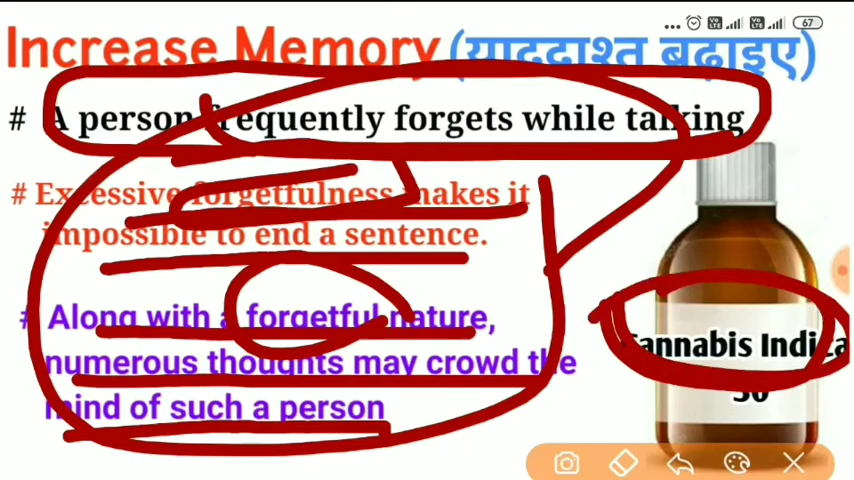 67
Increase Memory (याददाश्त बढ़ाइए)
# A person frequently forgets while talking
# Excessive forgetfulness makes it
impossible to end a sentence.
# Along with a forgetful nature,
numerous thoughts may crowd the
mind of such a person
Cannabis Indica
30